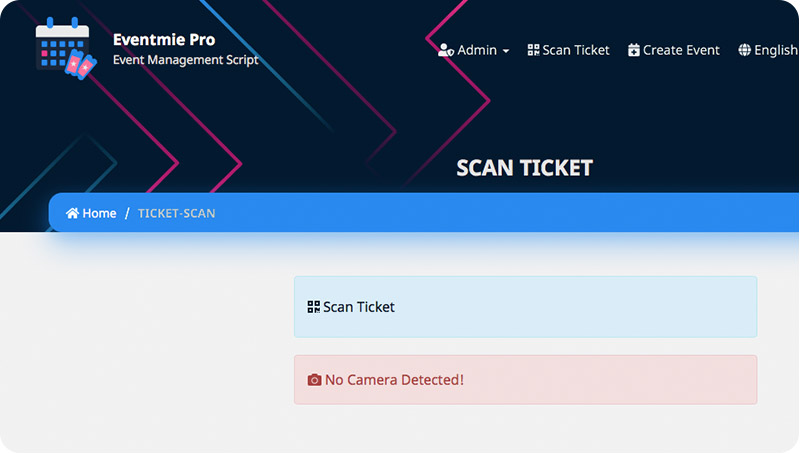 Eventmie Pro
Event Management Script
Admin Scan Ticket Create Event English
SCAN TICKET
Home / TICKET-SCAN
Scan Ticket
No Camera Detected!